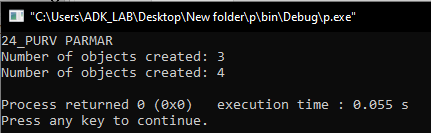 "C:\Users\ADK_LAB\Desktop\New folder\p\bin\Debug\p.exe"
24_PURV PARMAR
Number of objects created: 3
Number of objects created: 4
Process returned 0 (0x0)   execution time : 0.055 s
Press any key to continue.